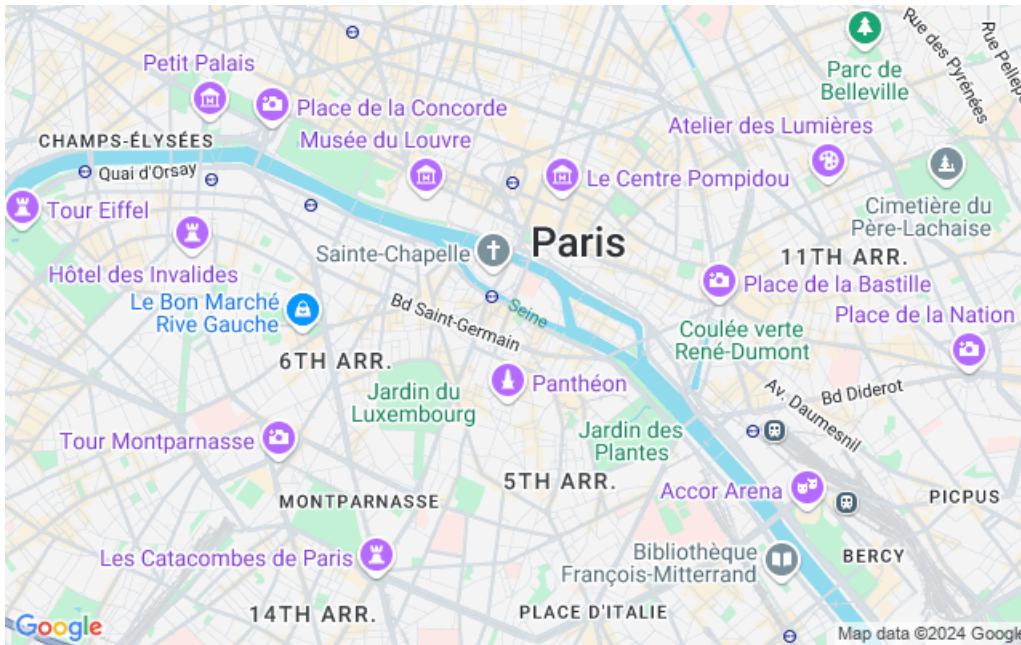 Rue des Pyrénées
Petit Palais
Parc de
Belleville
Place de la Concorde
CHAMPS-ÉLYSÉES
Musée du Louvre
Atelier des Lumières
Quai d'Orsay
Le Centre Pompidou
Tour Eiffel
Cimetière du
Père-Lachaise
Sainte-Chapelle
Paris
11TH ARR.
Hôtel des Invalides
Place de la Bastille
Le Bon Marché
Rive Gauche
Bd Saint-Germain
Seine
Place de la Nation
Coulée verte
René-Dumont
6TH ARR.
Jardin du
Luxembourg
Panthéon
Av. Daumesnil
Bd Diderot
Tour Montparnasse
Jardin des
Plantes
5TH ARR.
Accor Arena
PICPUS
MONTPARNASSE
Les Catacombes de Paris
Bibliothèque
François-Mitterrand
BERCY
14TH ARR.
PLACE D'ITALIE
Google
Map data ©2024 Google